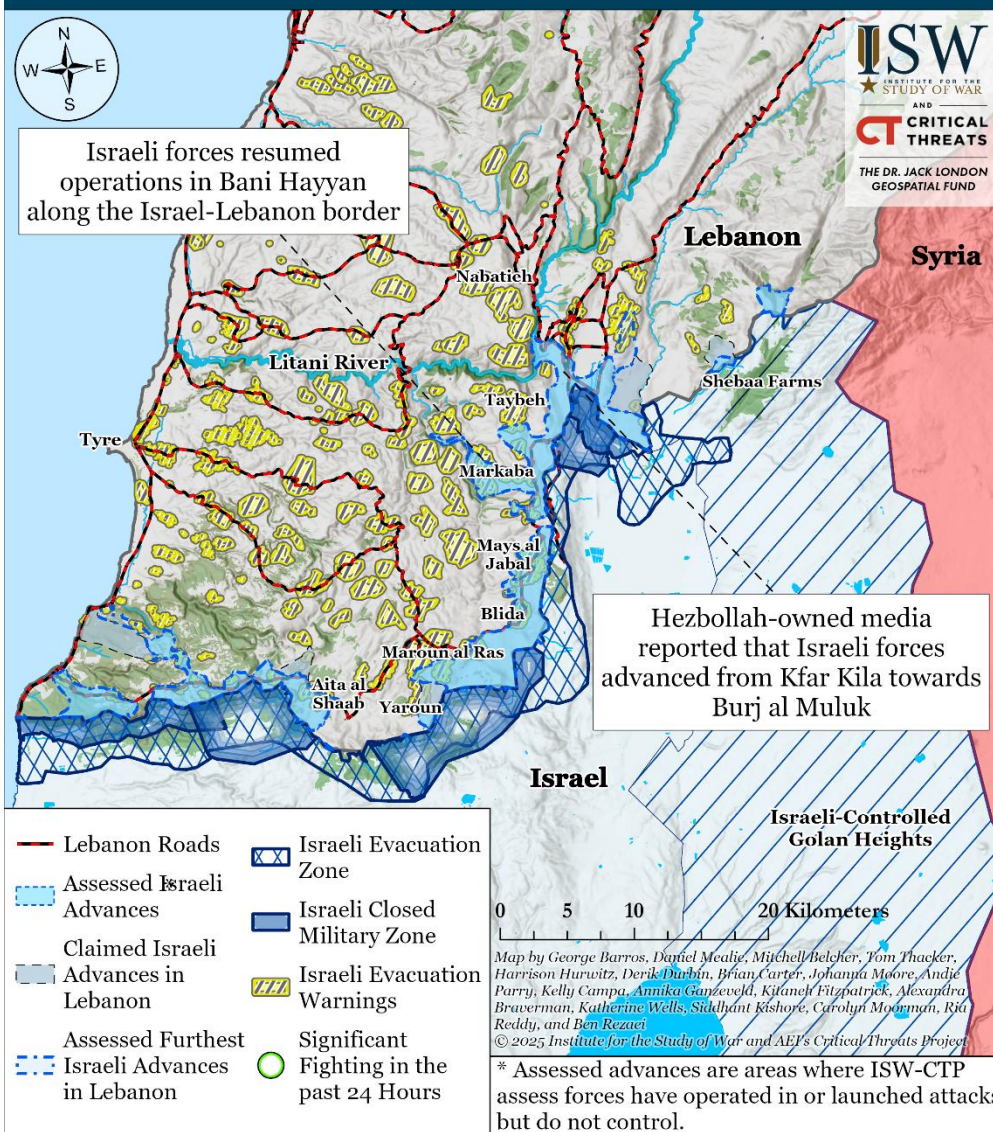 N
W E
S
ISW
INSTITUTE FOR THE
STUDY OF WAR
AND
CT CRITICAL
THREATS
THE DR. JACK LONDON
GEOSPATIAL FUND
Israeli forces resumed
operations in Bani Hayyan
along the Israel-Lebanon border
Lebanon
Syria
Nabatieh
Litani River
Shebaa Farms
Taybeh
Tyre
Markaba
Mays al
Jabal
Blida
Maroun al Ras
Aita al
Shaab
Yaroun
Hezbollah-owned media
reported that Israeli forces
advanced from Kfar Kila towards
Burj al Muluk
Israel
Israeli-Controlled
Golan Heights
Lebanon Roads
Assessed Israeli
Advances*
Claimed Israeli
Advances in
Lebanon
Assessed Furthest
Israeli Advances
in Lebanon
Israeli Evacuation
Zone
Israeli Closed
Military Zone
Israeli Evacuation
Warnings
Significant
Fighting in the
past 24 Hours
0 5 10 20 Kilometers
Map by George Barros, Daniel Mealie, Mitchell Belcher, Tom Thacker,
Harrison Hurwitz, Derik Durbin, Brian Carter, Johanna Moore, Andie
Parry, Kelly Campa, Annika Ganzeveld, Kitaneh Fitzpatrick, Alexandra
Braverman, Katherine Wells, Siddhant Kishore, Carolyn Moorman, Ria
Reddy, and Ben Rezaei
© 2025 Institute for the Study of War and AEI's Critical Threats Project
* Assessed advances are areas where ISW-CTP
assess forces have operated in or launched attacks
but do not control.